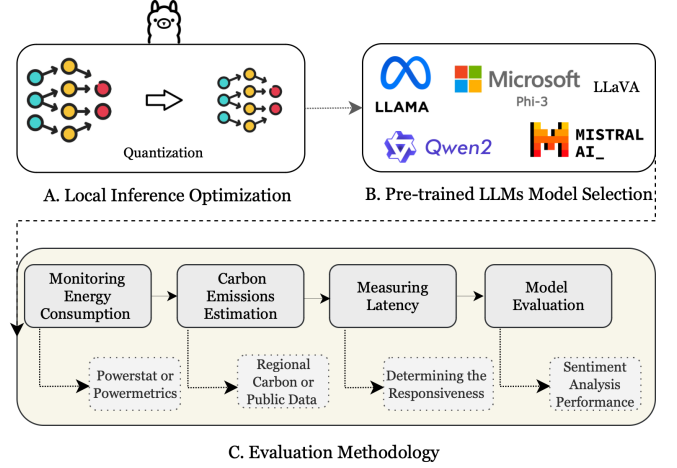 Quantization
A. Local Inference Optimization
LLAMA
Microsoft
Phi-3
LLaVA
Qwen2
MISTRAL
AI_
B. Pre-trained LLMs Model Selection
Monitoring
Energy
Consumption
Carbon
Emissions
Estimation
Measuring
Latency
Model
Evaluation
Powerstat or
Powermetrics
Regional
Carbon or
Public Data
Determining the
Responsiveness
Sentiment
Analysis
Performance
C. Evaluation Methodology